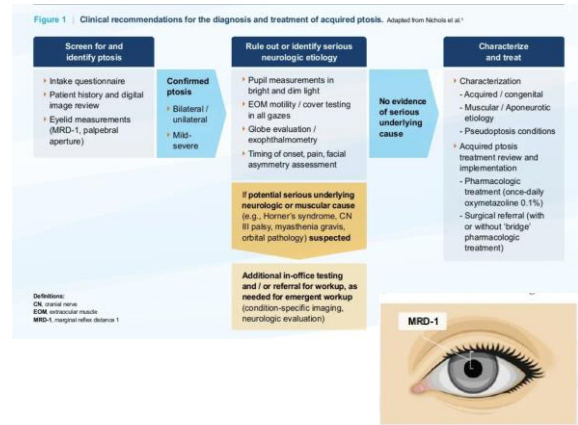 Figure 1 | Clinical recommendations for the diagnosis and treatment of acquired ptosis. Adapted from Nichols et al.
Screen for and
identify ptosis
Intake questionnaire
Patient history and digital
image review
Eyelid measurements
(MRD-1, palpebral
aperture)
Confirmed
ptosis
Bilateral /
unilateral
Mild-
severe
Rule out or identify serious
neurologic etiology
Pupil measurements in
bright and dim light
EOM motility / cover testing
in all gazes
Globe evaluation /
exophthalmometry
Timing of onset, pain, facial
asymmetry assessment
No evidence
of serious
underlying
cause
Characterize
and treat
Characterization
- Acquired / congenital
- Muscular / Aponeurotic
etiology
- Pseudoptosis conditions
Acquired ptosis
treatment review and
implementation
- Pharmacologic
treatment (once-daily
oxymetazoline 0.1%)
- Surgical referral (with
or without 'bridge'
pharmacologic
treatment)
If potential serious underlying
neurologic or muscular cause
(e.g., Horner's syndrome, CN
III palsy, myasthenia gravis,
orbital pathology) suspected
Additional in-office testing
and / or referral for workup, as
needed for emergent workup
(condition-specific imaging,
neurologic evaluation)
Definitions:
CN, cranial nerve
EOM, extraocular muscle
MRD-1, marginal reflex distance 1
MRD-1